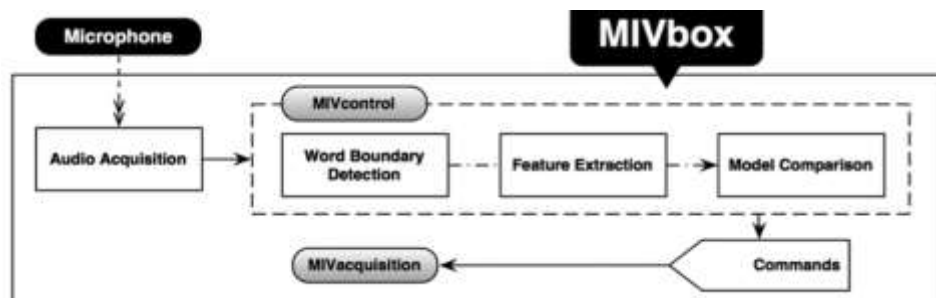 Microphone
MIVbox
MIVcontrol
Audio Acquisition
Word Boundary
Detection
Feature Extraction
Model Comparison
MIVacquisition
Commands